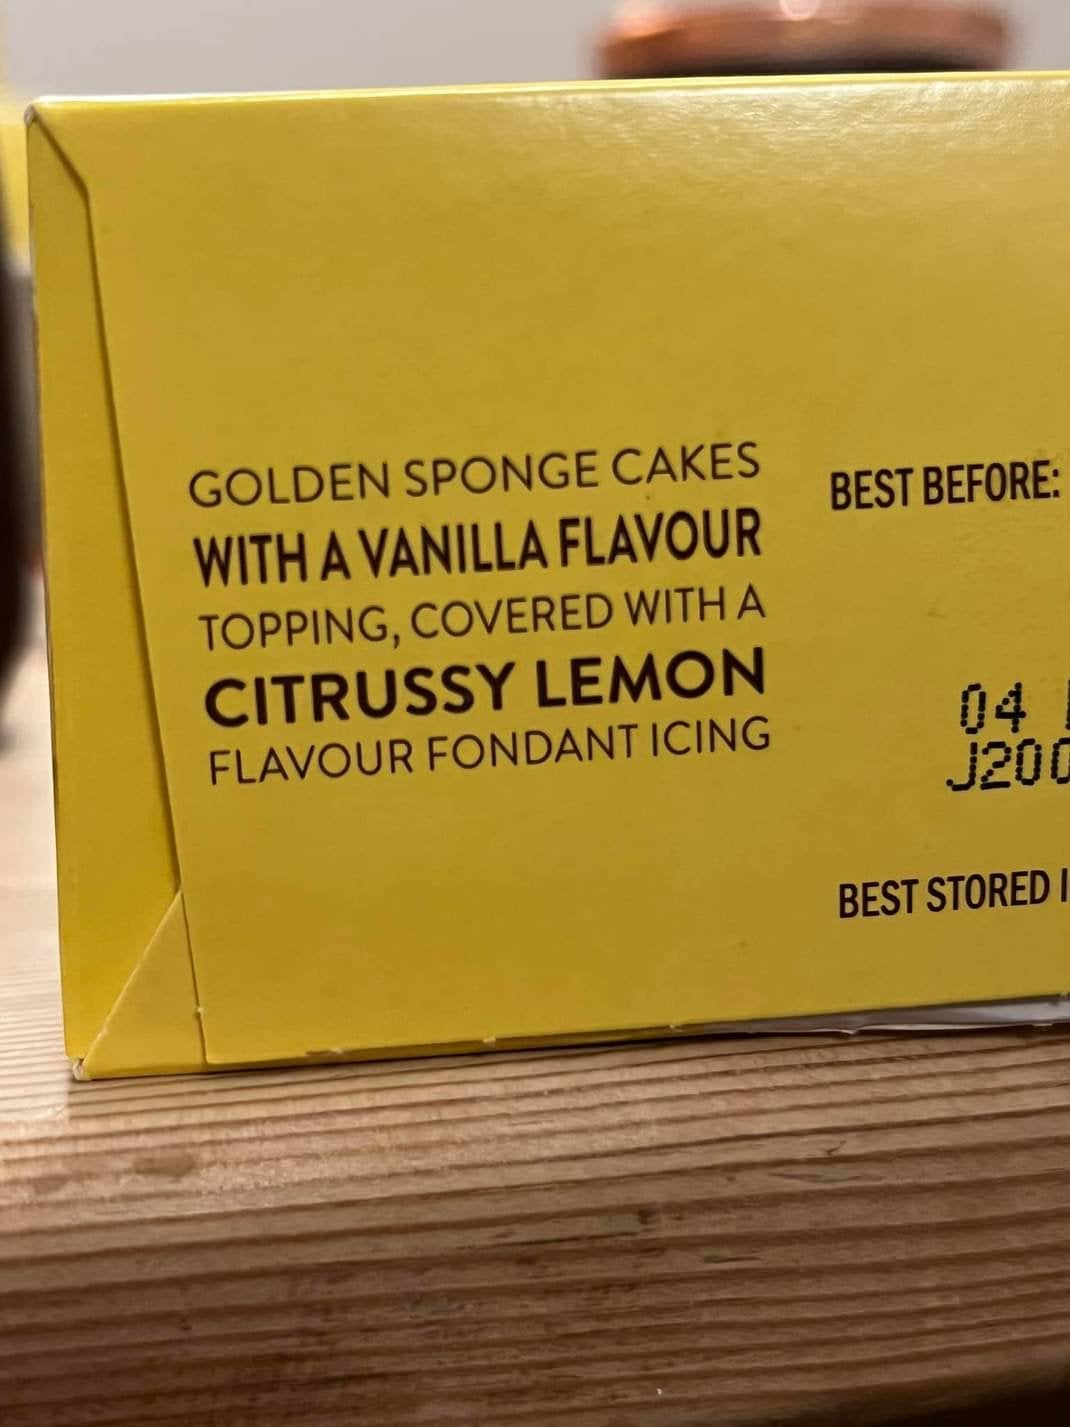 GOLDEN SPONGE CAKES
WITH A VANILLA FLAVOUR
TOPPING, COVERED WITH A
CITRUSSY LEMON
FLAVOUR FONDANT ICING
BEST BEFORE:
04
J200
BEST STORED